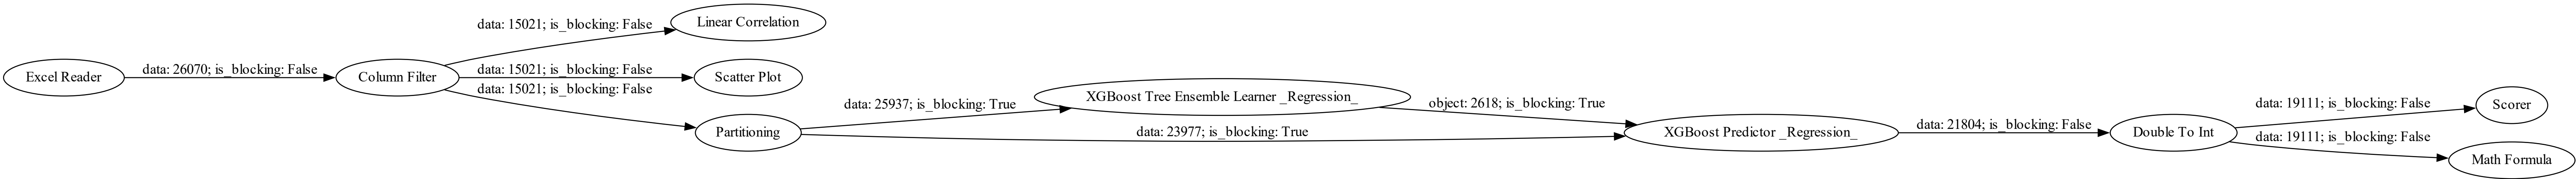 Excel Reader
data: 26070; is_blocking: False
Column Filter
data: 15021; is_blocking: False
Linear Correlation
data: 15021; is_blocking: False
Scatter Plot
data: 15021; is_blocking: False
Partitioning
data: 25937; is_blocking: True
XGBoost Tree Ensemble Learner _Regression_
object: 2618; is_blocking: True
data: 23977; is_blocking: True
XGBoost Predictor _Regression_
data: 21804; is_blocking: False
Double To Int
data: 19111; is_blocking: False
Scorer
data: 19111; is_blocking: False
Math Formula